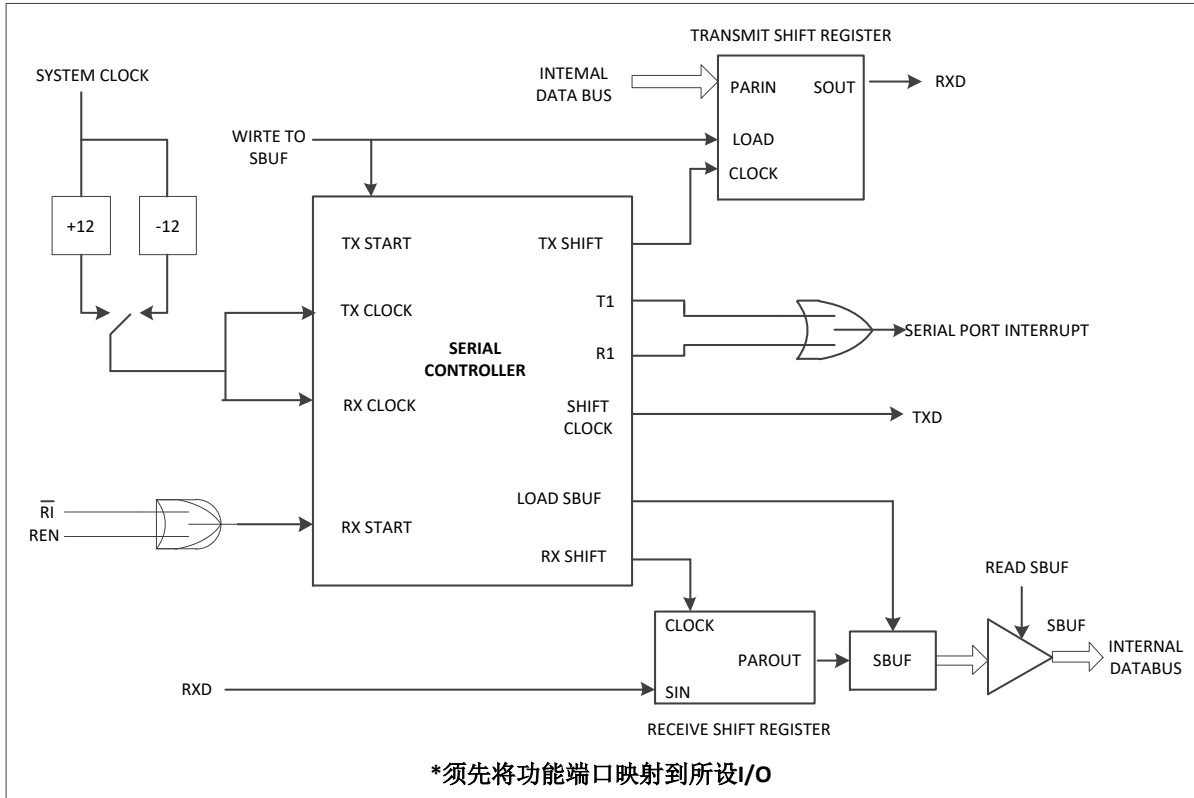 TRANSMIT SHIFT REGISTER
SYSTEM CLOCK
INTEMAL
DATA BUS
PARIN
SOUT
RXD
WIRTE TO
SBUF
LOAD
CLOCK
+12
-12
TX START
TX SHIFT
TX CLOCK
T1
SERIAL PORT INTERRUPT
SERIAL
CONTROLLER
R1
RX CLOCK
SHIFT
CLOCK
TXD
LOAD SBUF
R̅I̅
REN
RX START
RX SHIFT
READ SBUF
CLOCK
SBUF
PAROUT
SBUF
INTERNAL
DATABUS
RXD
SIN
RECEIVE SHIFT REGISTER
*须先将功能端口映射到所设I/O